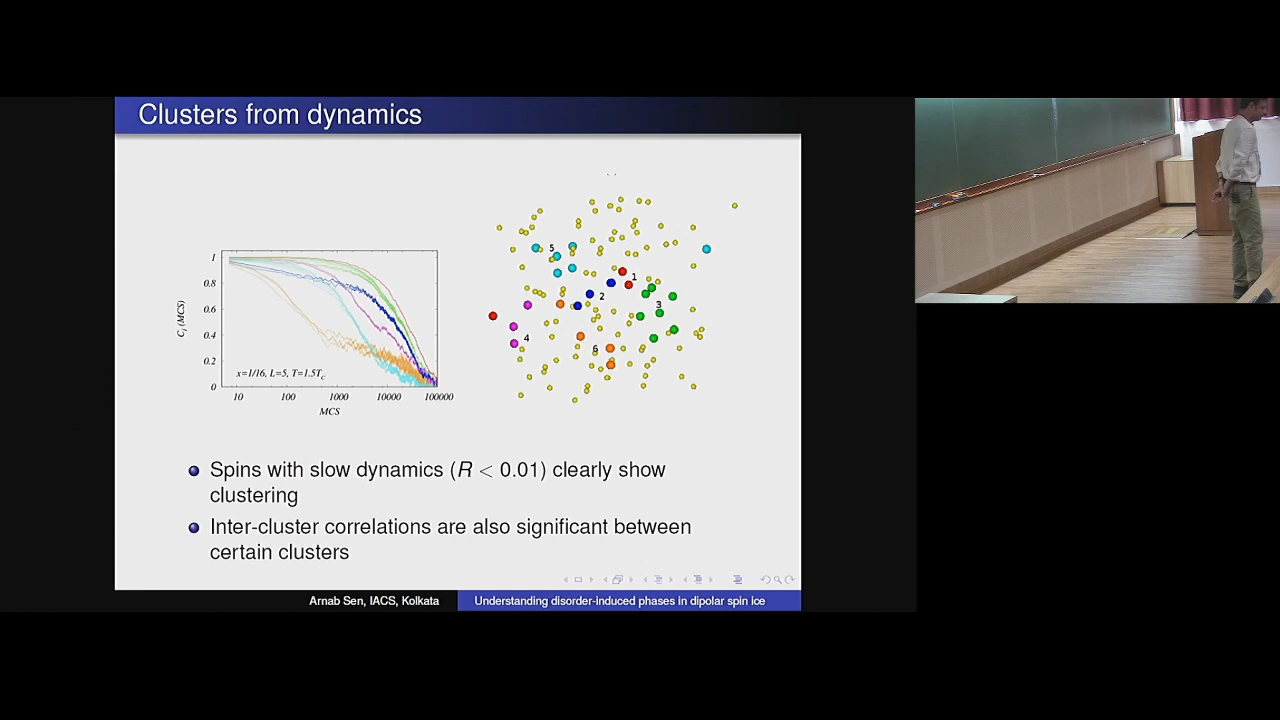 Clusters from dynamics
1
0.8
0.6
0.4
0.2
0
C_i (MCS)
x=1/16, L=5, T=1.5T_C
10 100 1000 10000 100000
MCS
5
1
2
3
4
6
Spins with slow dynamics (R < 0.01) clearly show
clustering
Inter-cluster correlations are also significant between
certain clusters
Arnab Sen, IACS, Kolkata
Understanding disorder-induced phases in dipolar spin ice